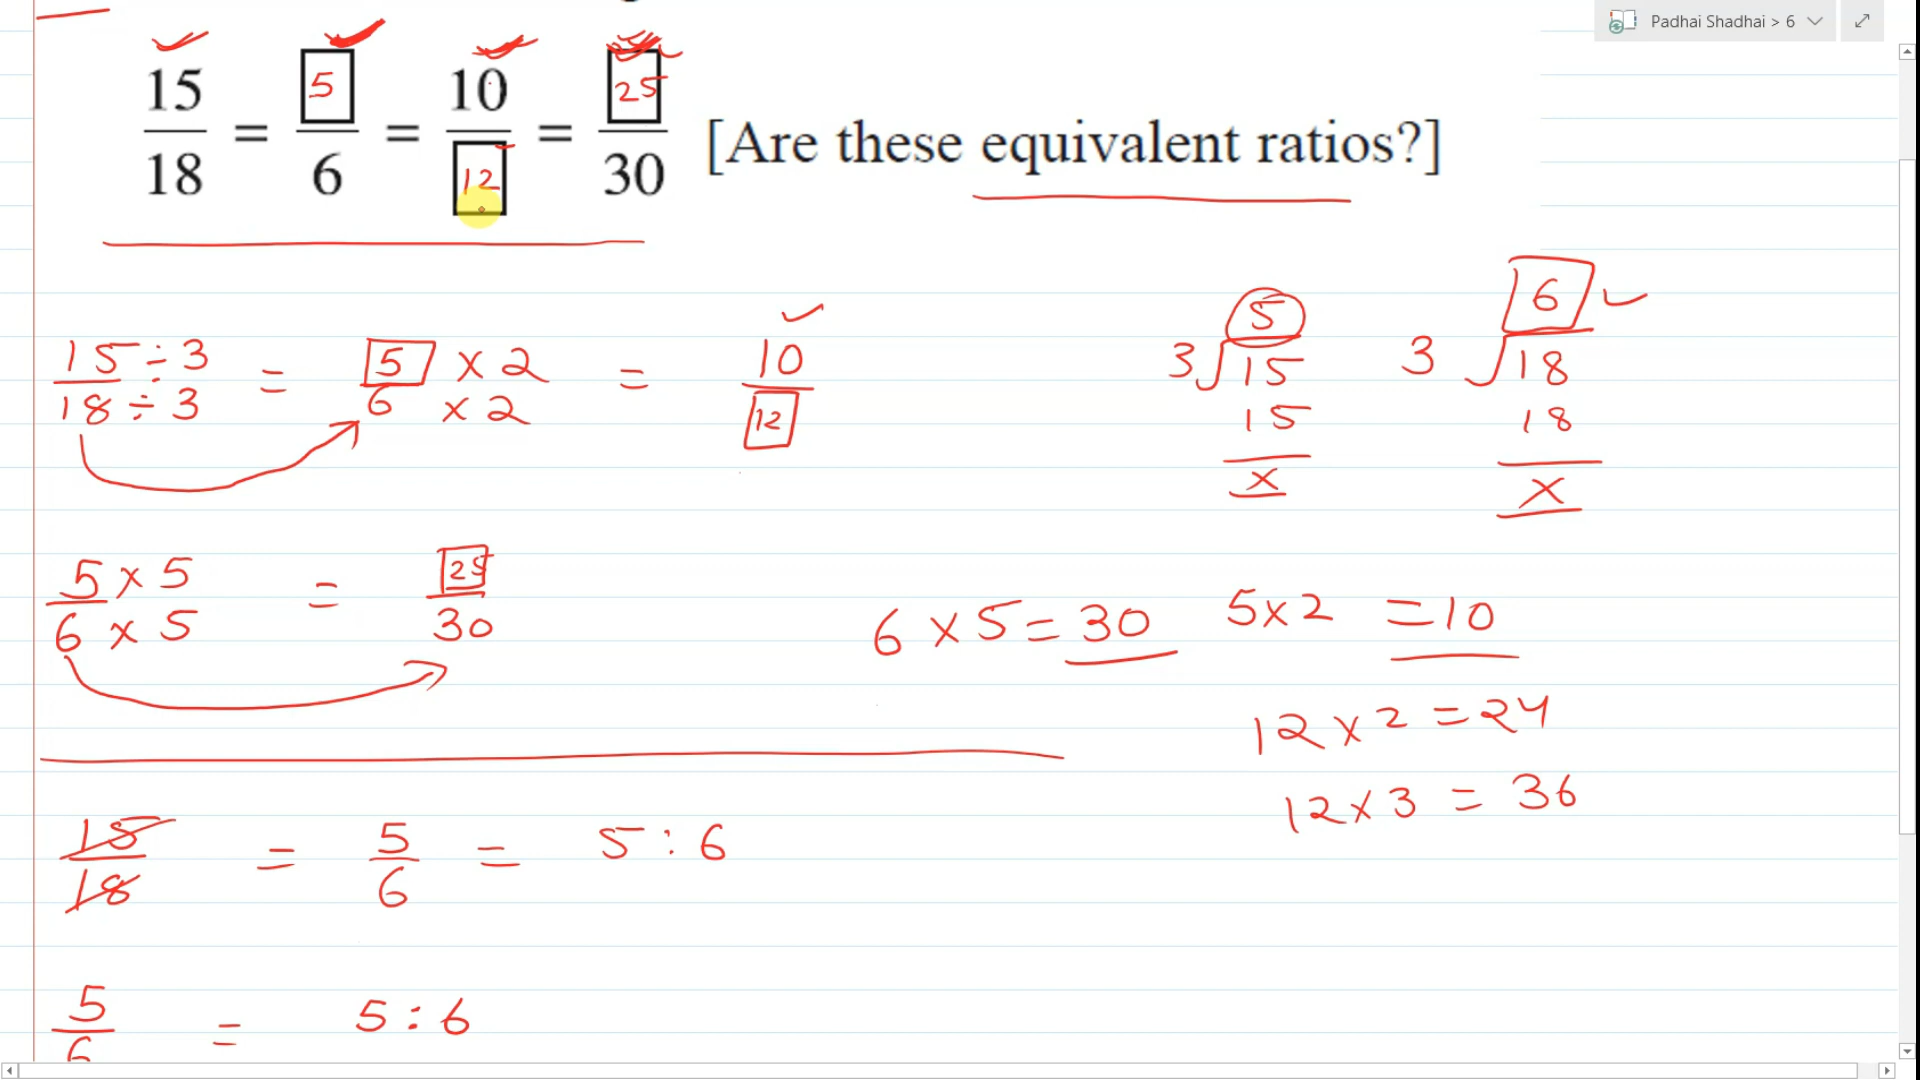 Padhai Shadhai > 6
15/18 = 5/6 = 10/12 = 25/30 [Are these equivalent ratios?]
15 ÷ 3 / 18 ÷ 3 = 5 × 2 / 6 × 2 = 10/12
5
3 15
15
x
6
3 18
18
x
5 × 5 / 6 × 5 = 25/30
6 × 5 = 30
5 × 2 = 10
12 × 2 = 24
12 × 3 = 36
15/18 = 5/6 = 5 : 6
5/6 = 5 : 6